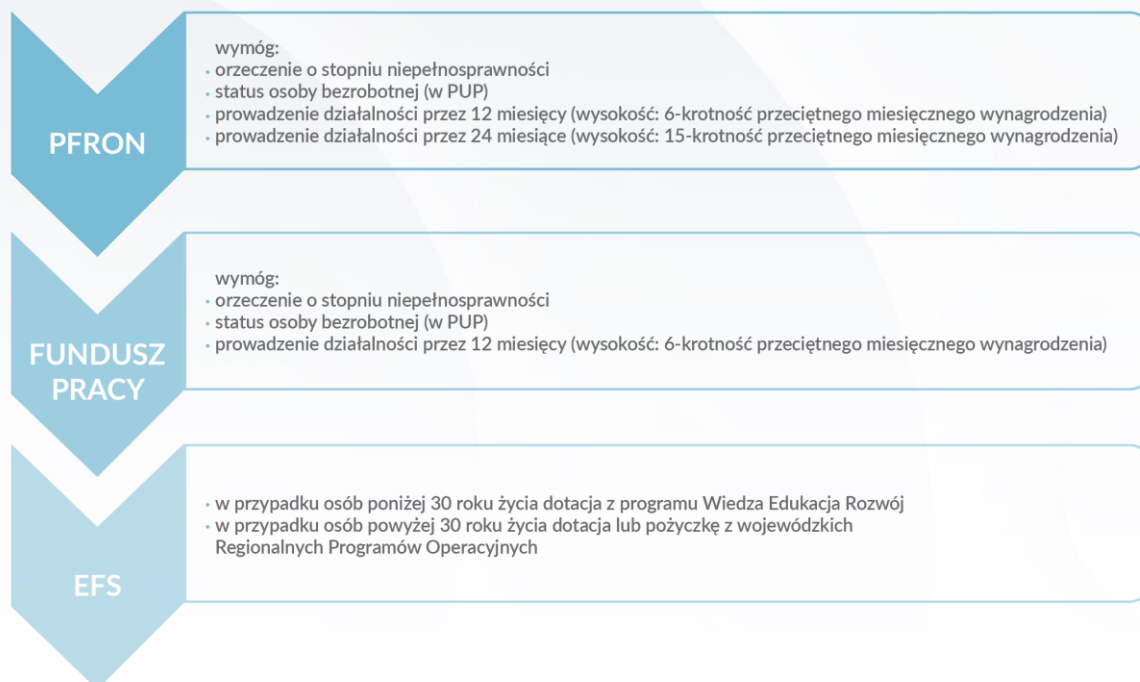 PFRON
wymóg:
· orzeczenie o stopniu niepełnosprawności
· status osoby bezrobotnej (w PUP)
· prowadzenie działalności przez 12 miesięcy (wysokość: 6-krotność przeciętnego miesięcznego wynagrodzenia)
· prowadzenie działalności przez 24 miesiące (wysokość: 15-krotność przeciętnego miesięcznego wynagrodzenia)
FUNDUSZ
PRACY
wymóg:
· orzeczenie o stopniu niepełnosprawności
· status osoby bezrobotnej (w PUP)
· prowadzenie działalności przez 12 miesięcy (wysokość: 6-krotność przeciętnego miesięcznego wynagrodzenia)
EFS
· w przypadku osób poniżej 30 roku życia dotacja z programu Wiedza Edukacja Rozwój
· w przypadku osób powyżej 30 roku życia dotacja lub pożyczkę z wojewódzkich
Regionalnych Programów Operacyjnych